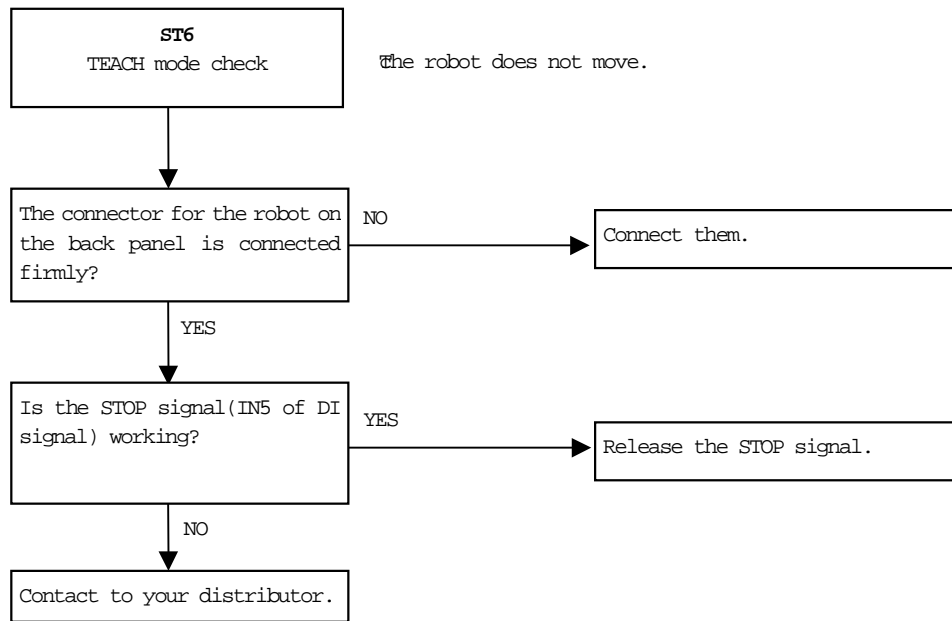 ST6
TEACH mode check
The robot does not move.
The connector for the robot on
the back panel is connected
firmly?
NO
Connect them.
YES
Is the STOP signal(IN5 of DI
signal) working?
YES
Release the STOP signal.
NO
Contact to your distributor.